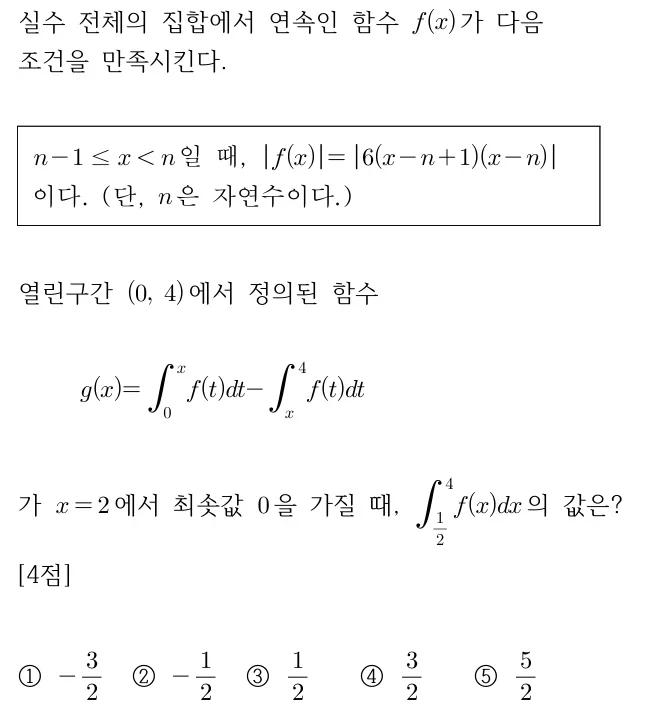 실수 전체의 집합에서 연속인 함수 f(x)가 다음
조건을 만족시킨다.
n−1≤x<n일 때, |f(x)|=|6(x−n+1)(x−n)|
이다. (단, n은 자연수이다.)
열린구간 (0, 4)에서 정의된 함수
g(x)=∫₀ˣ f(t)dt−∫ₓ⁴ f(t)dt
가 x=2에서 최솟값 0을 가질 때, ∫_{1/2}^{4} f(x)dx의 값은?
[4점]
① −3/2 ② −1/2 ③ 1/2 ④ 3/2 ⑤ 5/2